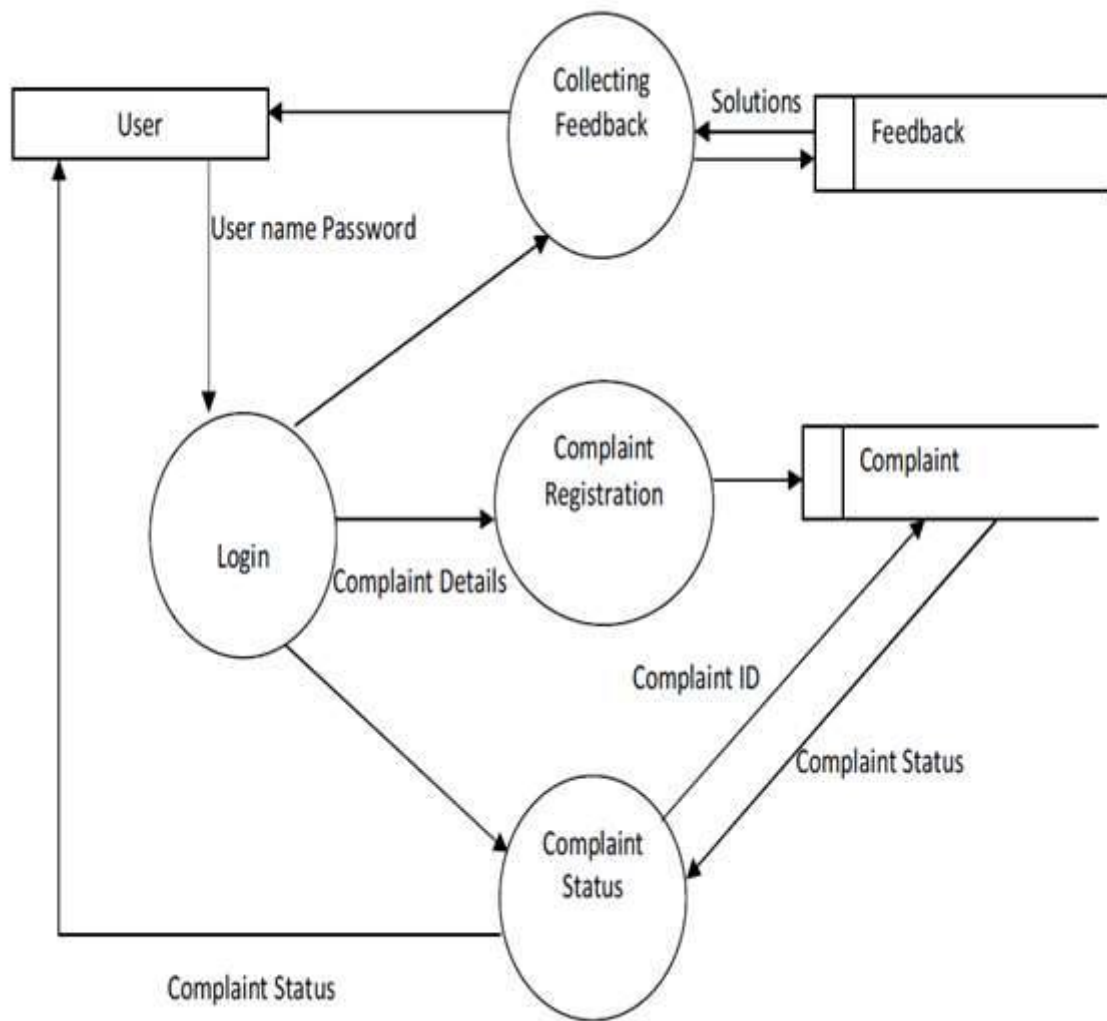 Collecting
Feedback
Solutions
User
Feedback
User name Password
Complaint
Registration
Complaint
Login
Complaint Details
Complaint ID
Complaint Status
Complaint
Status
Complaint Status